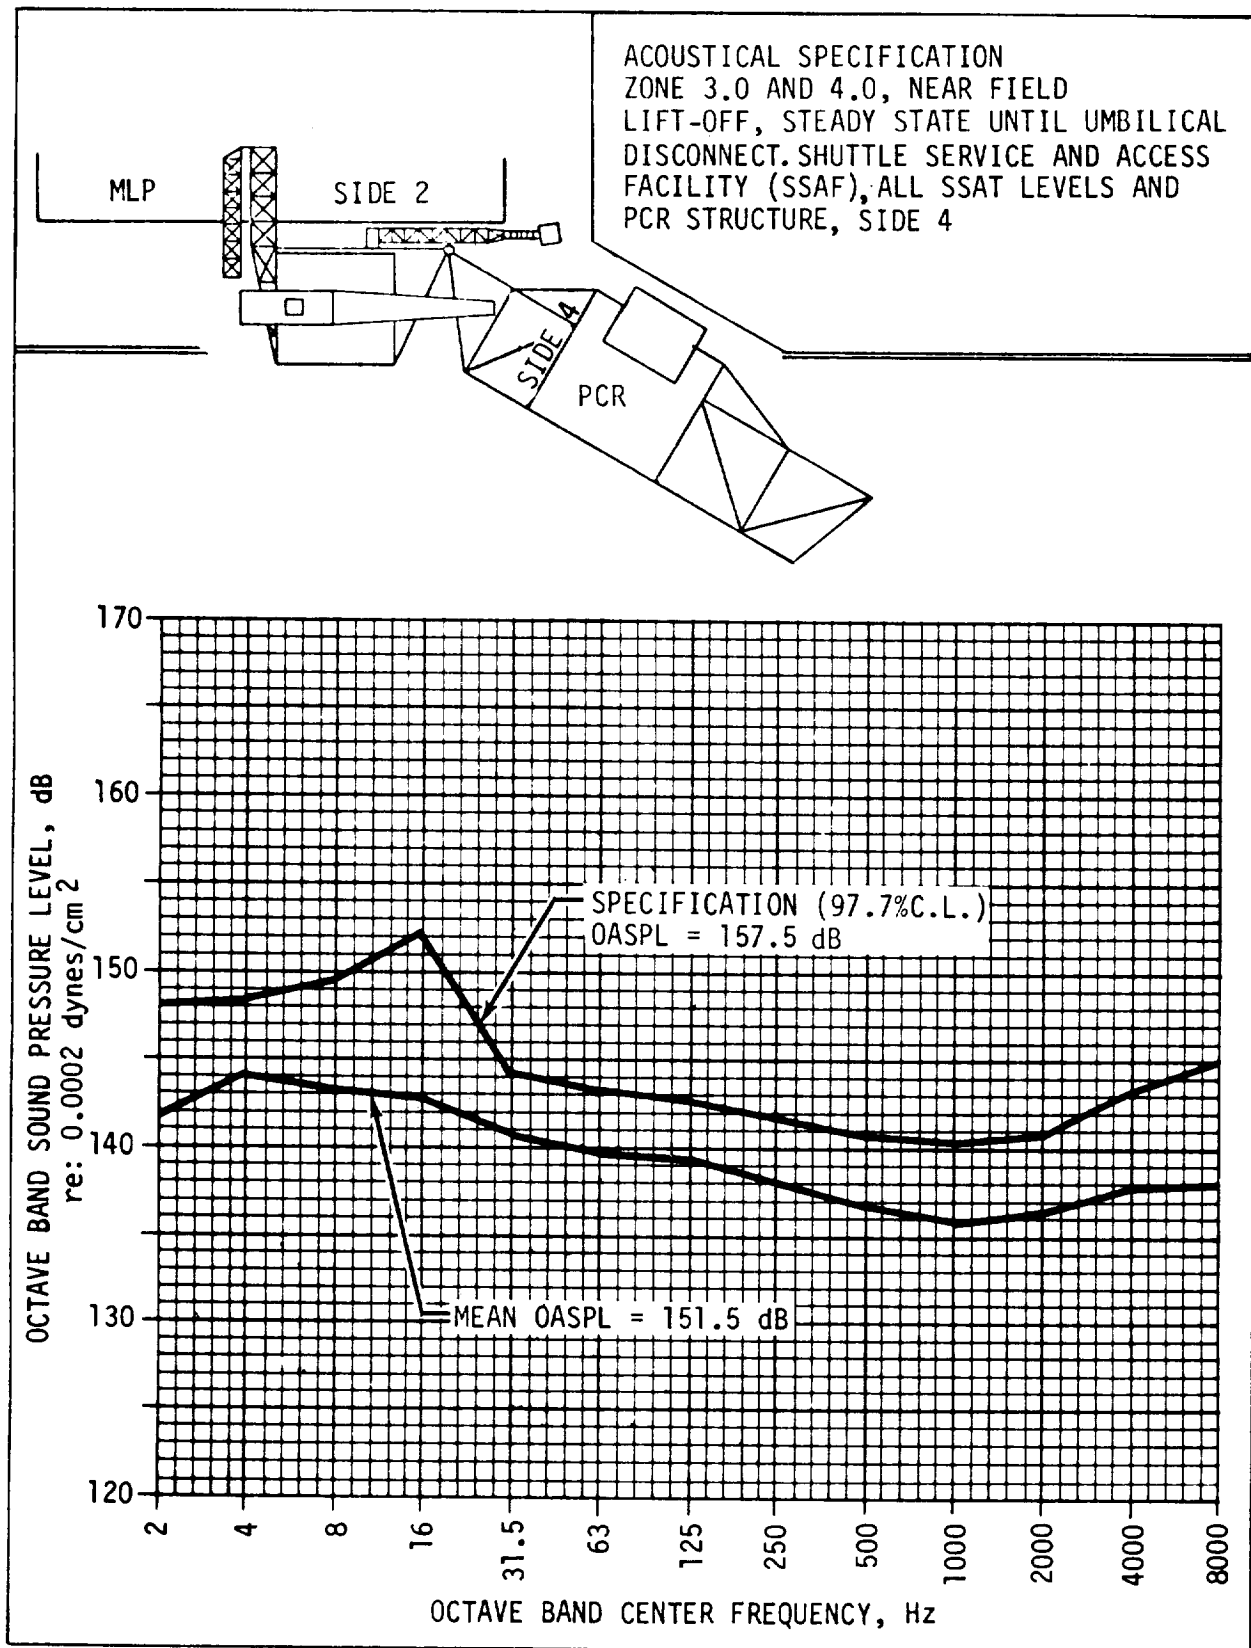 ACOUSTICAL SPECIFICATION
ZONE 3.0 AND 4.0, NEAR FIELD
LIFT-OFF, STEADY STATE UNTIL UMBILICAL
DISCONNECT. SHUTTLE SERVICE AND ACCESS
FACILITY (SSAF), ALL SSAT LEVELS AND
PCR STRUCTURE, SIDE 4
MLP
SIDE 2
SIDE 4
PCR
170
160
150
140
130
120
OCTAVE BAND SOUND PRESSURE LEVEL, dB
re: 0.0002 dynes/cm 2
SPECIFICATION (97.7%C.L.)
OASPL = 157.5 dB
MEAN OASPL = 151.5 dB
2 4 8 16 31.5 63 125 250 500 1000 2000 4000 8000
OCTAVE BAND CENTER FREQUENCY, Hz